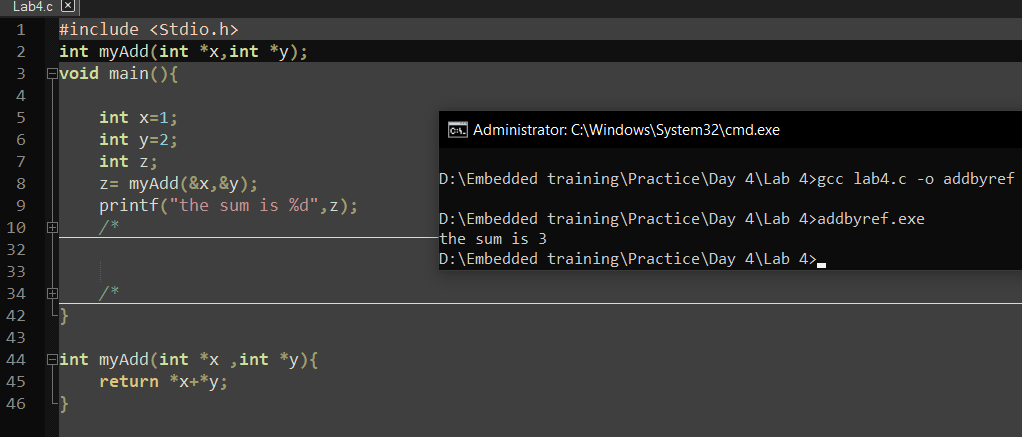 Lab4.c
1 #include <Stdio.h>
2 int myAdd(int *x,int *y);
3 void main(){
4
5 int x=1;
6 int y=2;
7 int z;
8 z= myAdd(&x,&y);
9 printf("the sum is %d",z);
10 /*
32
33
34 /*
42 }
43
44 int myAdd(int *x ,int *y){
45 return *x+*y;
46 }
Administrator: C:\Windows\System32\cmd.exe
D:\Embedded training\Practice\Day 4\Lab 4>gcc lab4.c -o addbyref
D:\Embedded training\Practice\Day 4\Lab 4>addbyref.exe
the sum is 3
D:\Embedded training\Practice\Day 4\Lab 4>